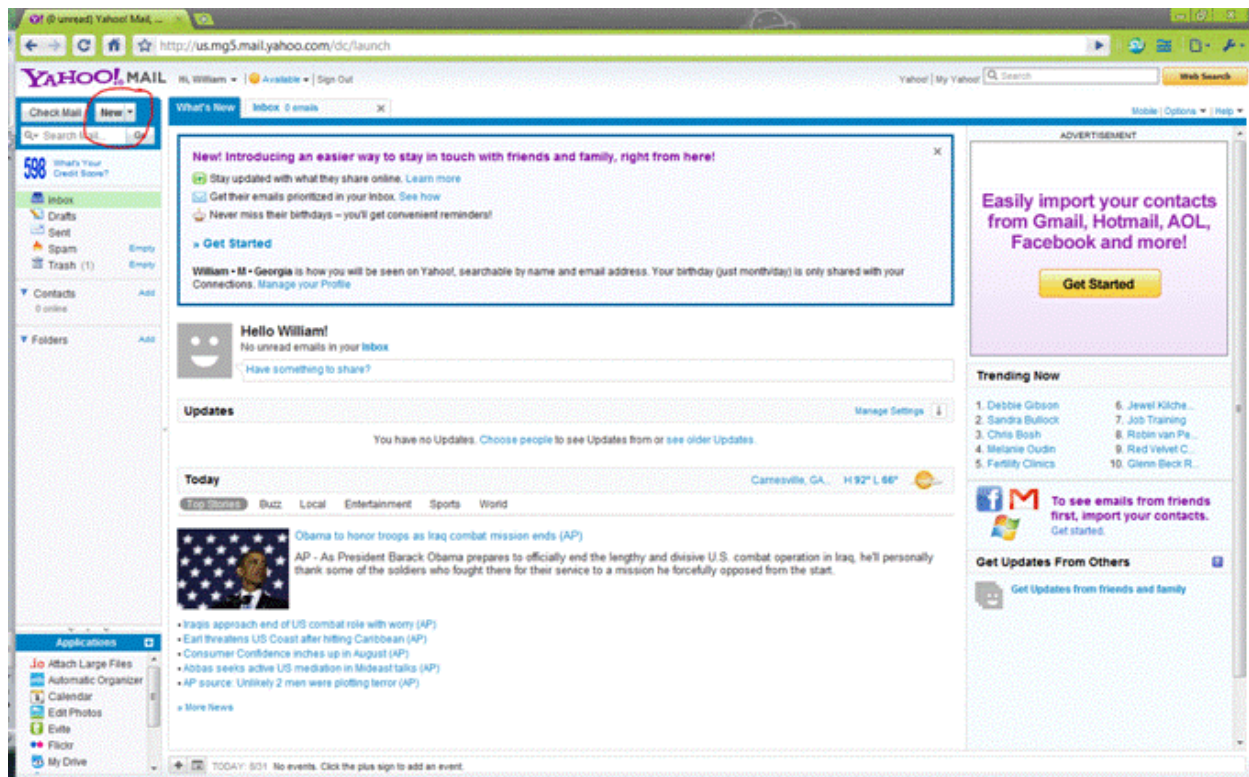 (0 unread) Yahoo! Mail, ...
http://us.mg5.mail.yahoo.com/dc/launch
YAHOO! MAIL Hi, William Available Sign Out
Yahoo! My Yahoo! Search Web Search
Check Mail New
What's New Inbox 0 emails
Mobile | Options | Help
Search Mail... Go
598 What's Your Credit Score?
Inbox
Drafts
Sent
Spam Empty
Trash (1) Empty
Contacts Add
0 online
Folders Add
New! Introducing an easier way to stay in touch with friends and family, right from here!
Stay updated with what they share online. Learn more
Get their emails prioritized in your Inbox. See how
Never miss their birthdays – you'll get convenient reminders!
» Get Started
William • M • Georgia is how you will be seen on Yahoo!, searchable by name and email address. Your birthday (just month/day) is only shared with your
Connections. Manage your Profile
Hello William!
No unread emails in your Inbox
Have something to share?
Updates Manage Settings
You have no Updates. Choose people to see Updates from or see older Updates.
Today Carnesville, GA... H 92° L 66°
Top Stories Buzz Local Entertainment Sports World
Obama to honor troops as Iraq combat mission ends (AP)
AP - As President Barack Obama prepares to officially end the lengthy and divisive U.S. combat operation in Iraq, he'll personally
thank some of the soldiers who fought there for their service to a mission he forcefully opposed from the start.
• Iraqis approach end of US combat role with worry (AP)
• Earl threatens US Coast after hitting Caribbean (AP)
• Consumer Confidence inches up in August (AP)
• Abbas seeks active US mediation in Mideast talks (AP)
• AP source: Unlikely 2 men were plotting terror (AP)
» More News
ADVERTISEMENT
Easily import your contacts
from Gmail, Hotmail, AOL,
Facebook and more!
Get Started
Trending Now
1. Debbie Gibson
2. Sandra Bullock
3. Chris Bosh
4. Melanie Oudin
5. Fertility Clinics
6. Jewel Kilche...
7. Job Training
8. Robin van Pe...
9. Red Velvet C...
10. Glenn Beck R...
To see emails from friends
first, import your contacts.
Get started.
Get Updates From Others
Get Updates from friends and family
Applications
Attach Large Files
Automatic Organizer
Calendar
Edit Photos
Evite
Flickr
My Drive
TODAY: 8/31 No events. Click the plus sign to add an event.